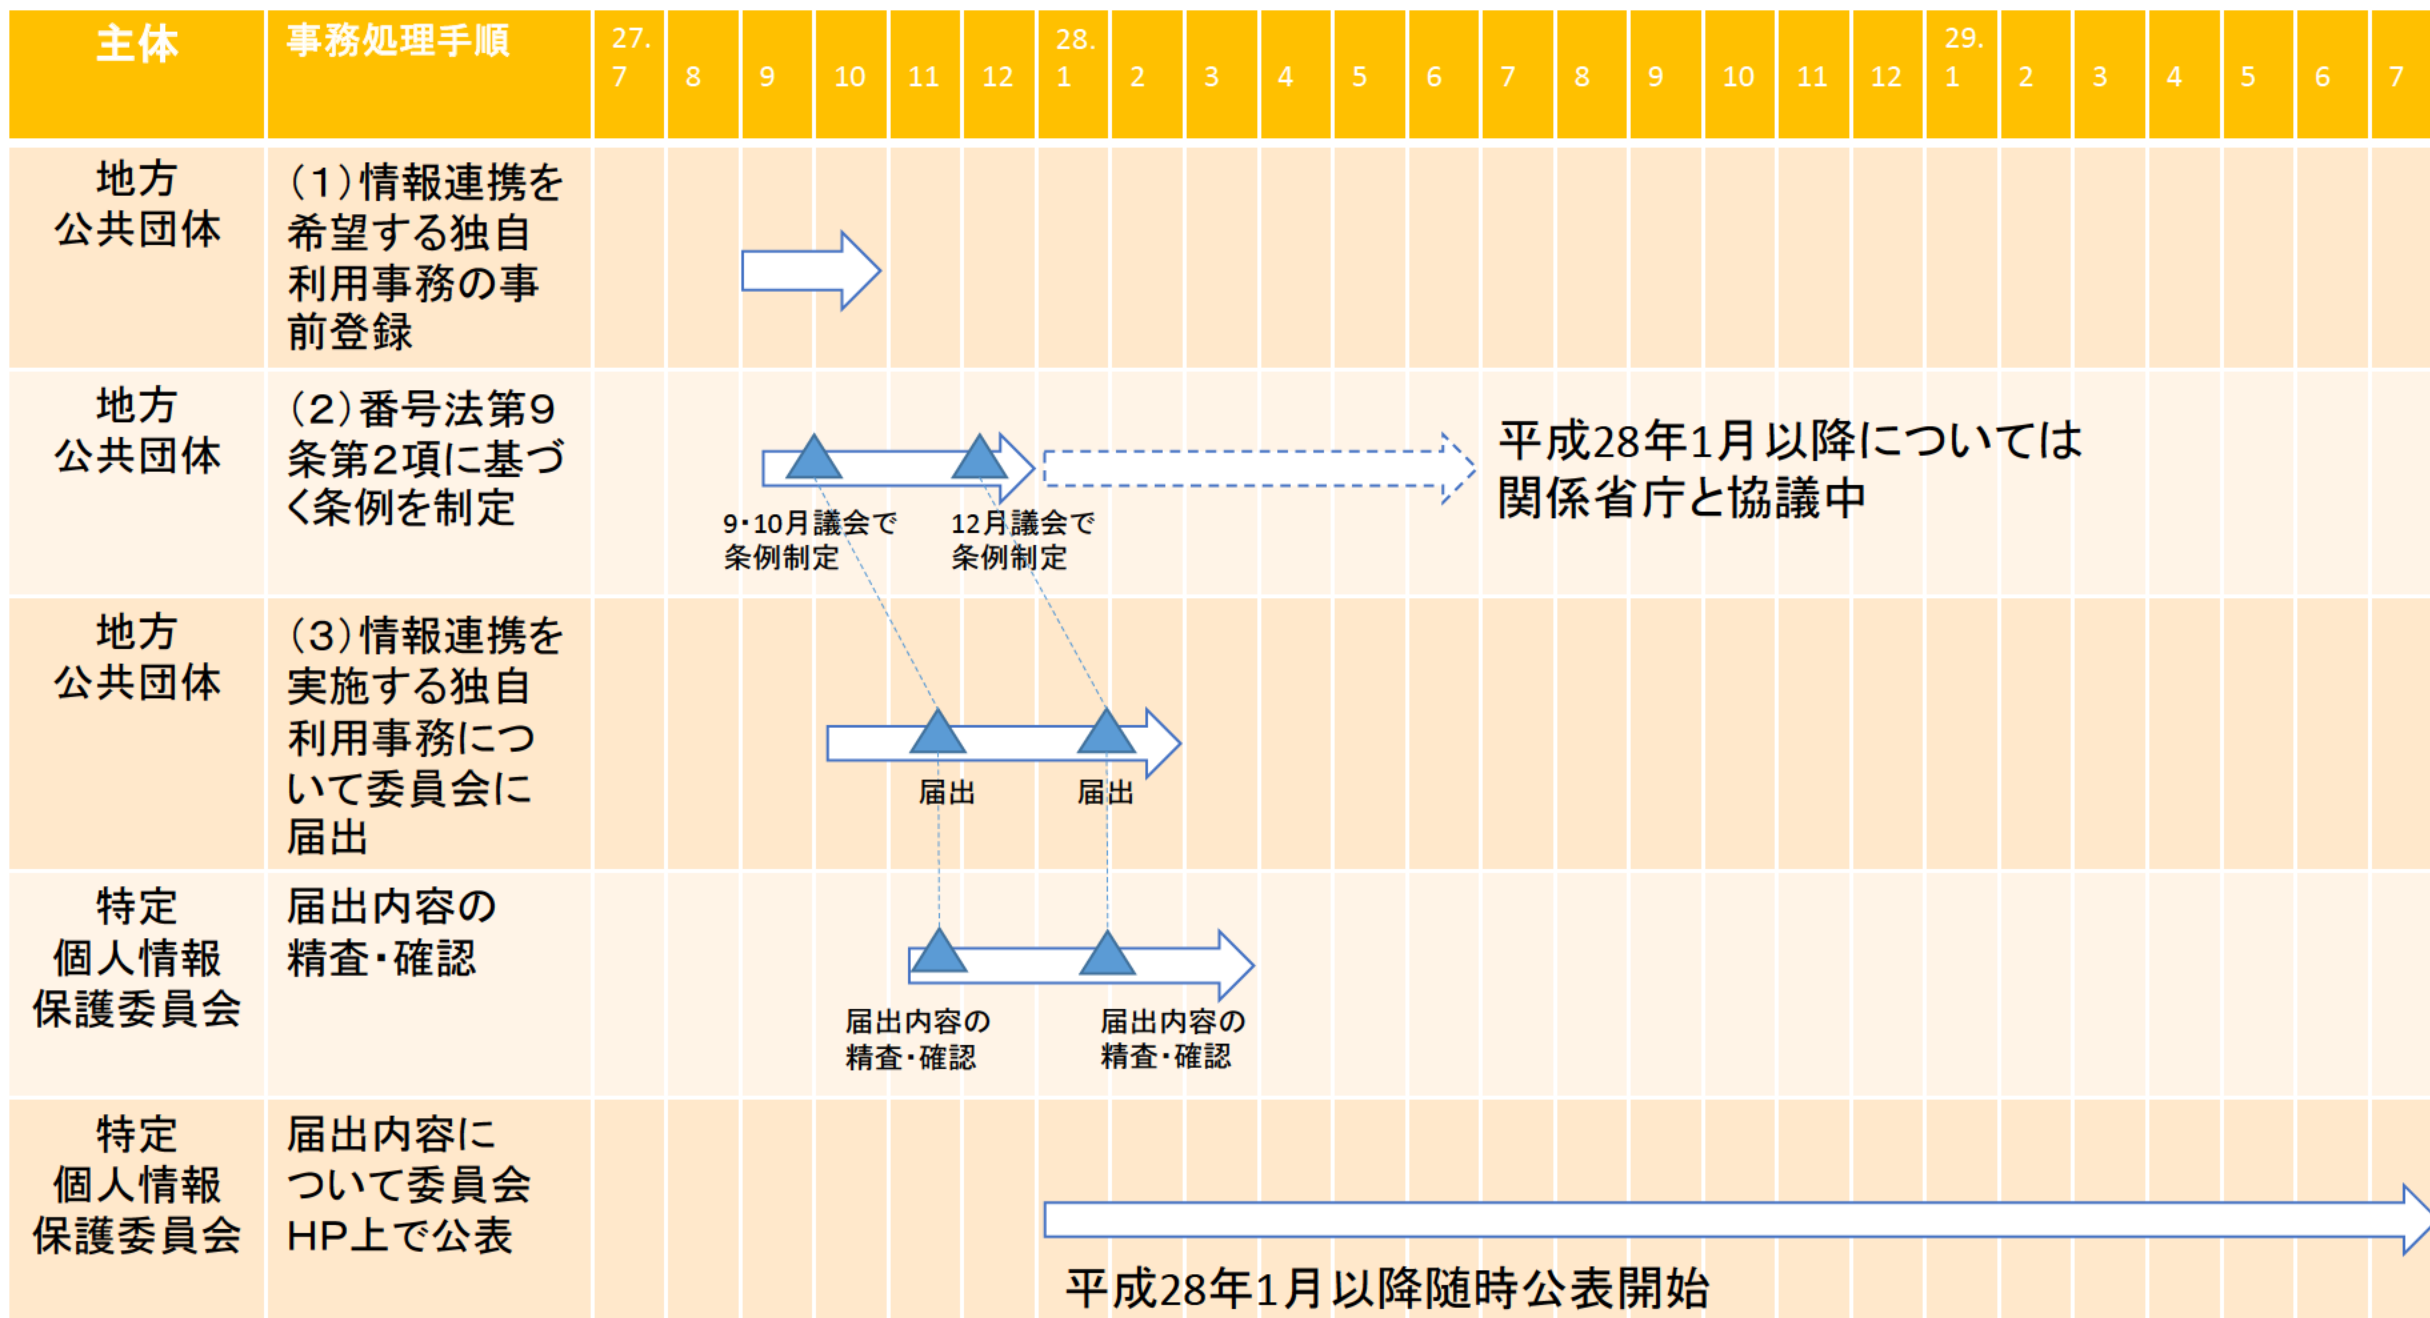 主体
事務処理手順
27.
7 8 9 10 11 12
28.
1 2 3 4 5 6 7 8 9 10 11 12
29.
1 2 3 4 5 6 7
地方
公共団体
（１）情報連携を
希望する独自
利用事務の事
前登録
地方
公共団体
（２）番号法第９
条第２項に基づ
く条例を制定
9・10月議会で
条例制定
12月議会で
条例制定
平成28年1月以降については
関係省庁と協議中
地方
公共団体
（３）情報連携を
実施する独自
利用事務につ
いて委員会に
届出
届出
届出
特定
個人情報
保護委員会
届出内容の
精査・確認
届出内容の
精査・確認
届出内容の
精査・確認
特定
個人情報
保護委員会
届出内容に
ついて委員会
ＨＰ上で公表
平成28年1月以降随時公表開始